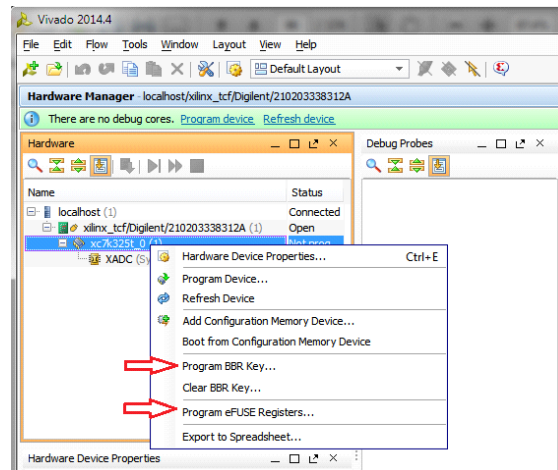 Vivado 2014.4
File Edit Flow Tools Window Layout View Help
Default Layout
Hardware Manager - localhost/xilinx_tcf/Digilent/210203338312A
There are no debug cores. Program device Refresh device
Hardware
Debug Probes
Name Status
localhost (1) Connected
xilinx_tcf/Digilent/210203338312A (1) Open
xc7k325t_0 (1) Not prog
XADC (Sy
Hardware Device Properties... Ctrl+E
Program Device...
Refresh Device
Add Configuration Memory Device...
Boot from Configuration Memory Device
Program BBR Key...
Clear BBR Key...
Program eFUSE Registers...
Export to Spreadsheet...
Hardware Device Properties